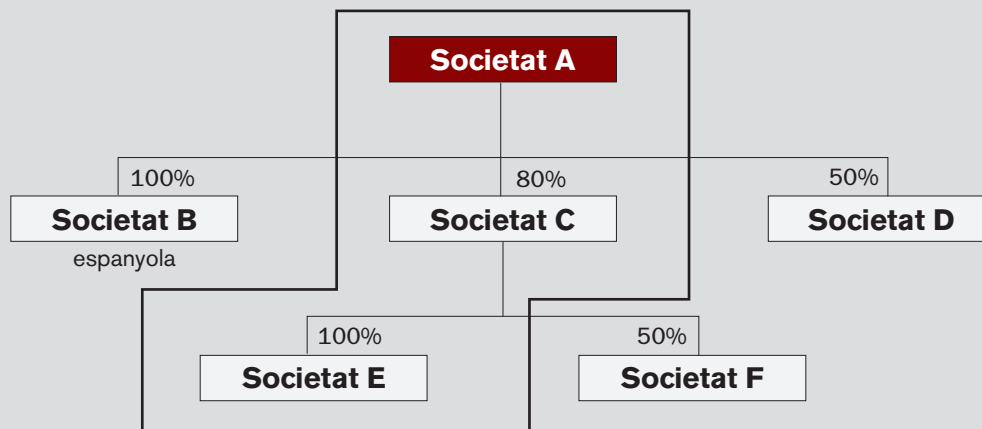 Societat A
100%
80%
50%
Societat B
Societat C
Societat D
espanyola
100%
50%
Societat E
Societat F